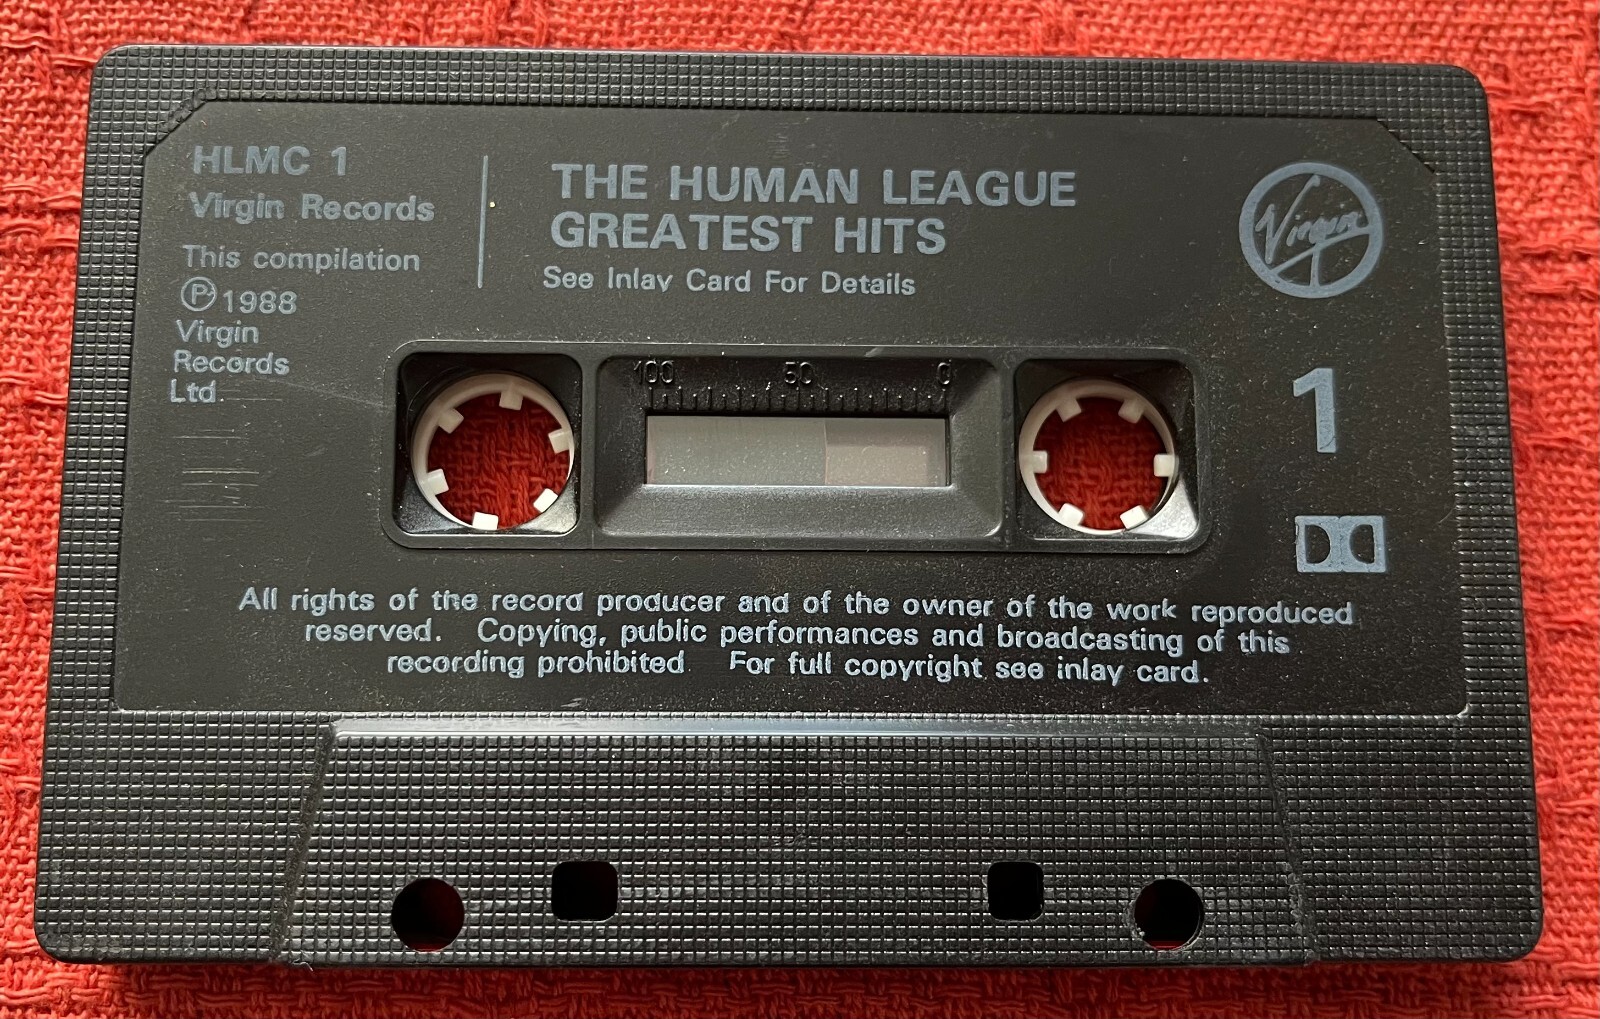 HLMC 1
Virgin Records
This compilation
Ⓟ 1988
Virgin
Records
Ltd.
THE HUMAN LEAGUE
GREATEST HITS
See Inlay Card For Details
Virgin
100 50 0
1
All rights of the record producer and of the owner of the work reproduced
reserved. Copying, public performances and broadcasting of this
recording prohibited For full copyright see inlay card.